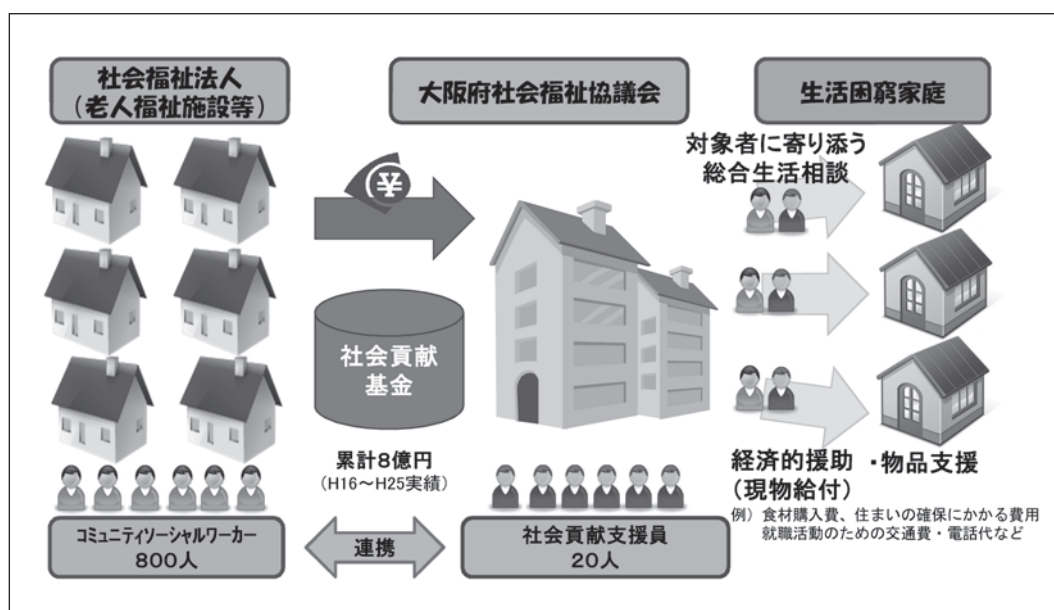 社会福祉法人
(老人福祉施設等)
大阪府社会福祉協議会
生活困窮家庭
対象者に寄り添う
総合生活相談
¥
社会貢献
基金
累計8億円
(H16～H25実績)
経済的援助
(現物給付)
・物品支援
例）食材購入費、住まいの確保にかかる費用
就職活動のための交通費・電話代など
コミュニティソーシャルワーカー
800人
連携
社会貢献支援員
20人